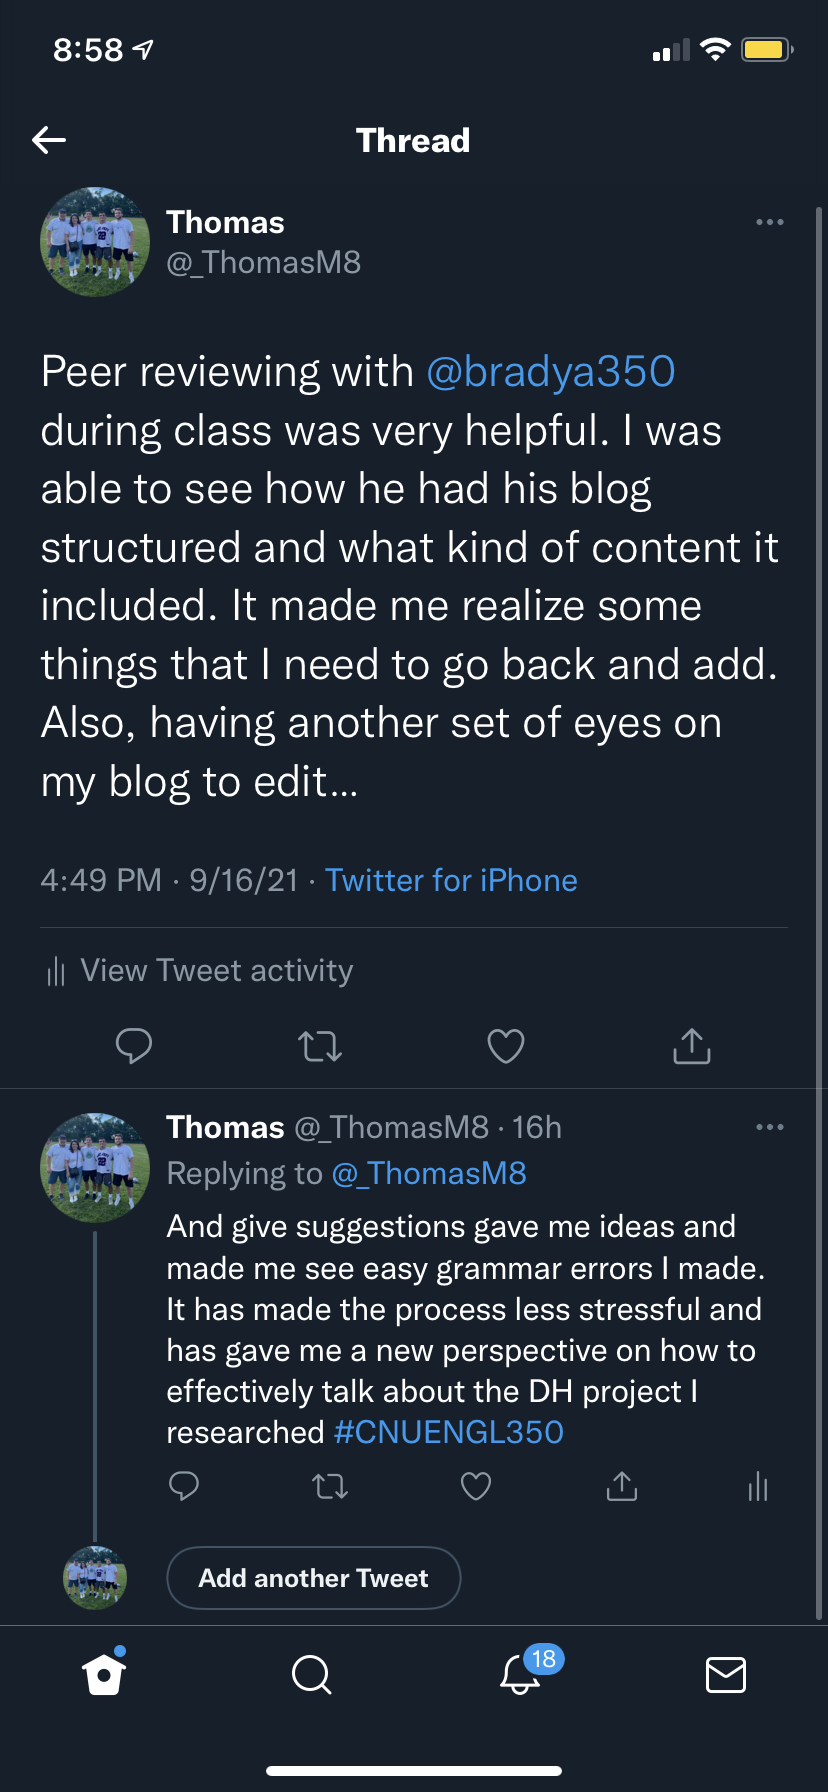 8:58
Thread
Thomas
@_ThomasM8
Peer reviewing with @bradya350
during class was very helpful. I was
able to see how he had his blog
structured and what kind of content it
included. It made me realize some
things that I need to go back and add.
Also, having another set of eyes on
my blog to edit...
4:49 PM · 9/16/21 · Twitter for iPhone
View Tweet activity
Thomas @_ThomasM8 · 16h
Replying to @_ThomasM8
And give suggestions gave me ideas and
made me see easy grammar errors I made.
It has made the process less stressful and
has gave me a new perspective on how to
effectively talk about the DH project I
researched #CNUENGL350
Add another Tweet
18